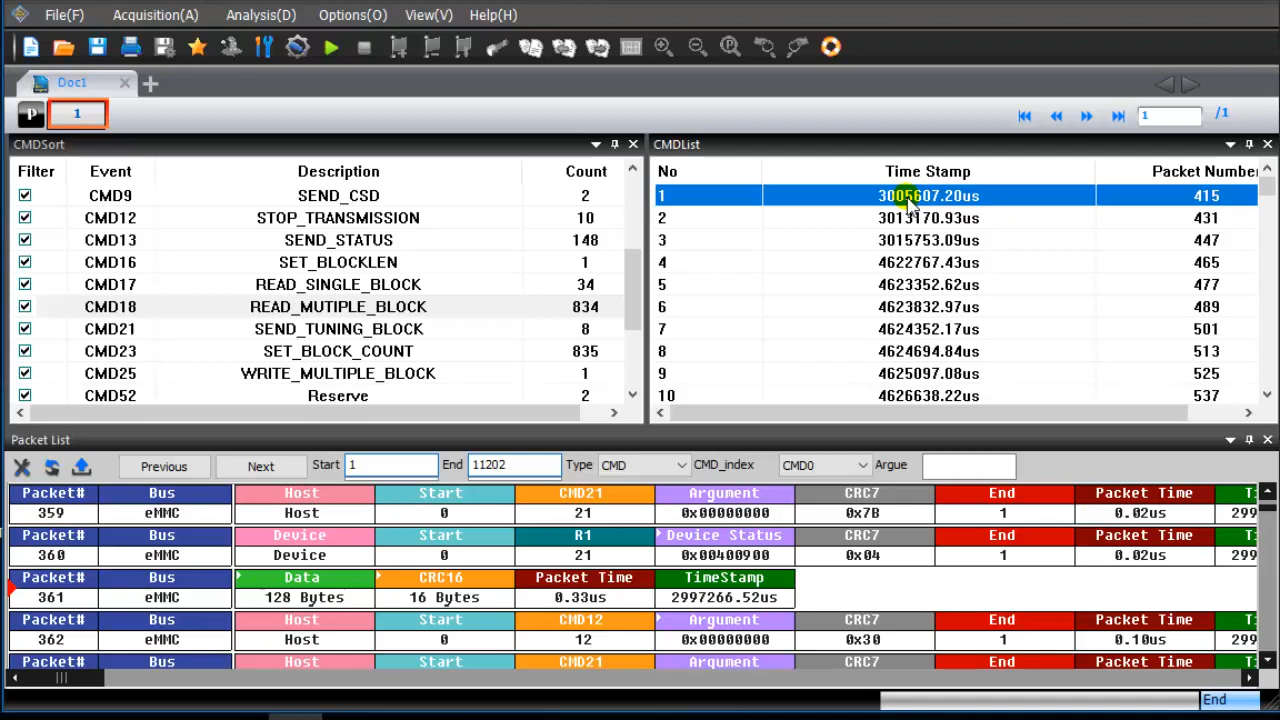 File(F) Acquisition(A) Analysis(D) Options(O) View(V) Help(H)
Doc1
P 1 1 /1
CMDSort CMDList
Filter Event Description Count No Time Stamp Packet Numbe
CMD9 SEND_CSD 2 1 3005607.20us 415
CMD12 STOP_TRANSMISSION 10 2 3013170.93us 431
CMD13 SEND_STATUS 148 3 3015753.09us 447
CMD16 SET_BLOCKLEN 1 4 4622767.43us 465
CMD17 READ_SINGLE_BLOCK 34 5 4623352.62us 477
CMD18 READ_MUTIPLE_BLOCK 834 6 4623832.97us 489
CMD21 SEND_TUNING_BLOCK 8 7 4624352.17us 501
CMD23 SET_BLOCK_COUNT 835 8 4624694.84us 513
CMD25 WRITE_MULTIPLE_BLOCK 1 9 4625097.08us 525
CMD52 Reserve 2 10 4626638.22us 537
Packet List
Previous Next Start 1 End 11202 Type CMD CMD_index CMD0 Argue
Packet# Bus Host Start CMD21 Argument CRC7 End Packet Time T
359 eMMC Host 0 21 0x00000000 0x7B 1 0.02us 299
Packet# Bus Device Start R1 Device Status CRC7 End Packet Time T
360 eMMC Device 0 21 0x00400900 0x04 1 0.02us 299
Packet# Bus Data CRC16 Packet Time TimeStamp
361 eMMC 128 Bytes 16 Bytes 0.33us 2997266.52us
Packet# Bus Host Start CMD12 Argument CRC7 End Packet Time T
362 eMMC Host 0 12 0x00000000 0x30 1 0.10us 299
Packet# Bus Host Start CMD21 Argument CRC7 End Packet Time T
End